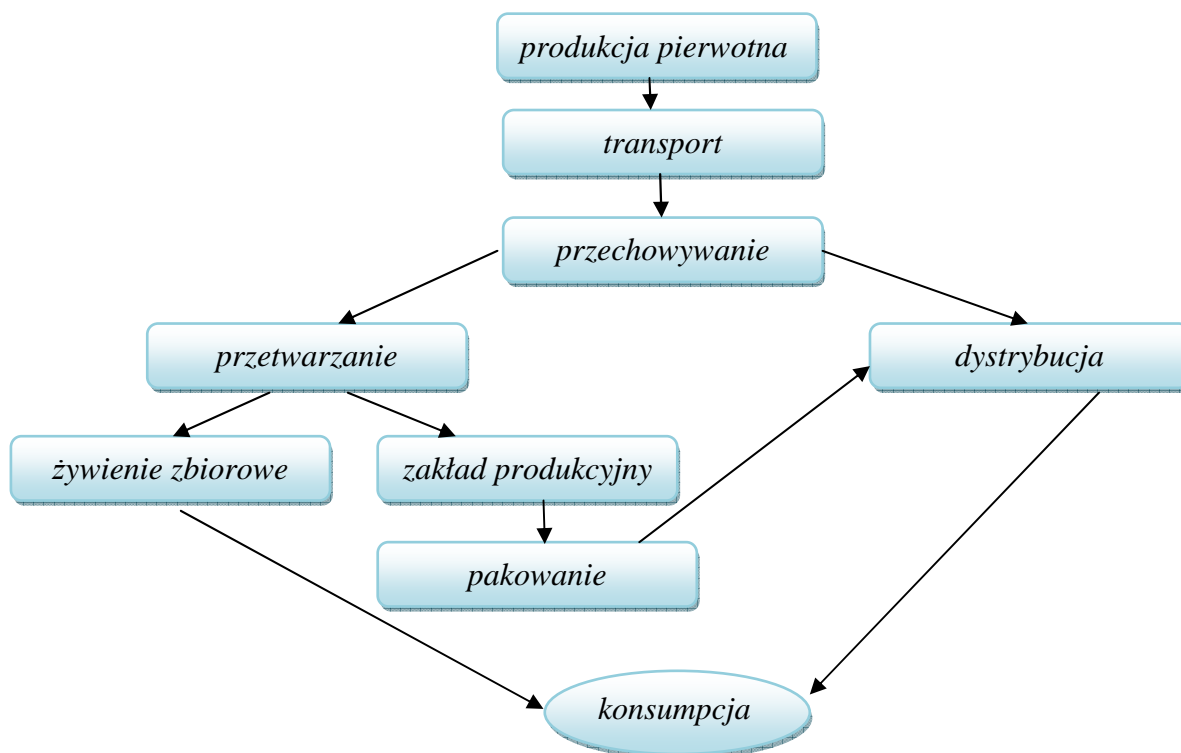 produkcja pierwotna
transport
przechowywanie
przetwarzanie
dystrybucja
żywienie zbiorowe
zakład produkcyjny
pakowanie
konsumpcja